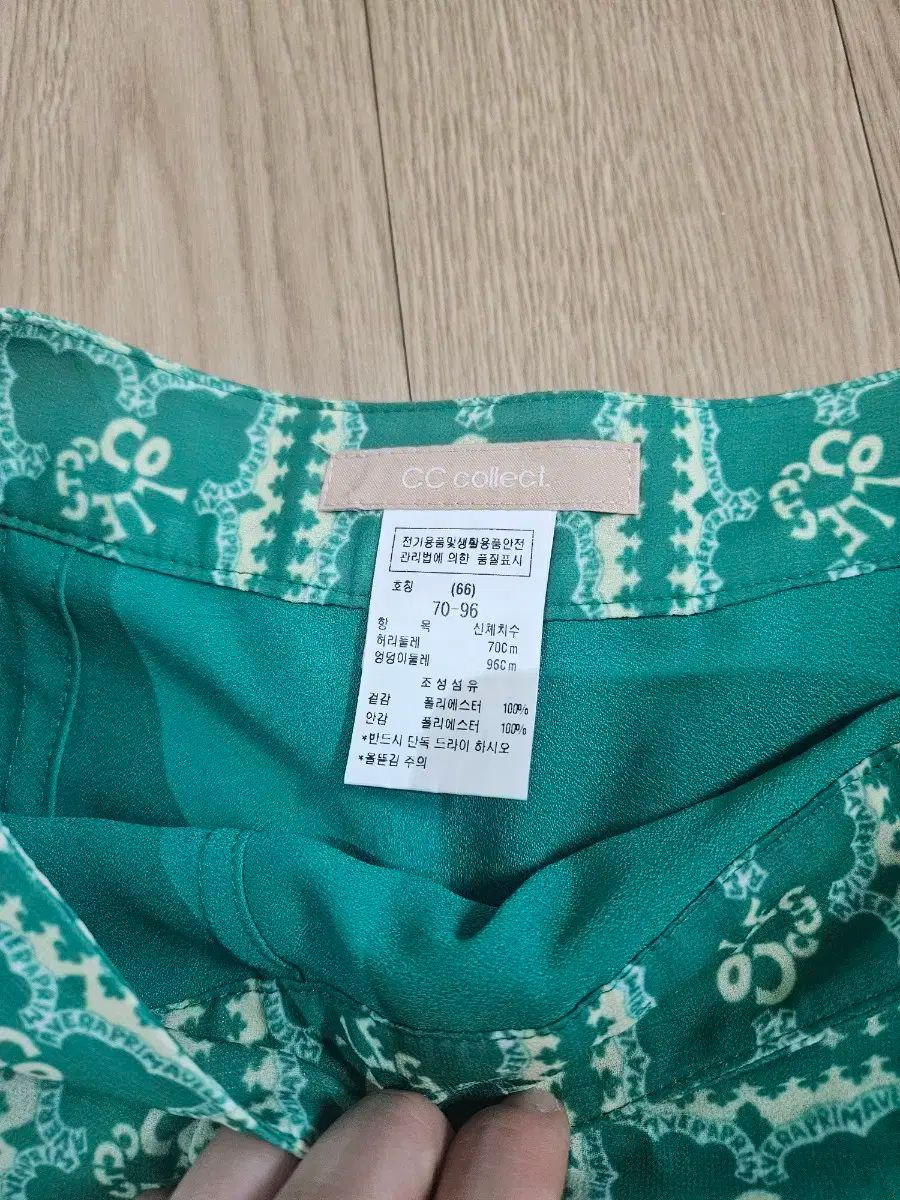 CC collect.
전기용품및생활용품안전
관리법에 의한 품질표시
호칭 (66)
70-96
항 목 신체치수
허리둘레 70Cm
엉덩이둘레 96Cm
조성섬유
겉감 폴리에스터 100%
안감 폴리에스터 100%
*반드시 단독 드라이 하시오
*올뜯김 주의